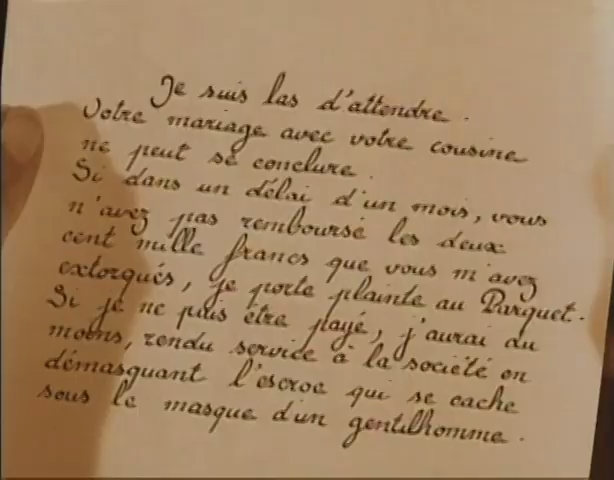 Je suis las d'attendre.
Votre mariage avec votre cousine
ne peut se conclure.
Si dans un délai d'un mois, vous
n'avez pas remboursé les deux
cent mille francs que vous m'avez
extorqués, je porte plainte au Parquet.
Si je ne puis être payé, j'aurai au
moins, rendu service à la société en
démasquant l'escroc qui se cache
sous le masque d'un gentilhomme.